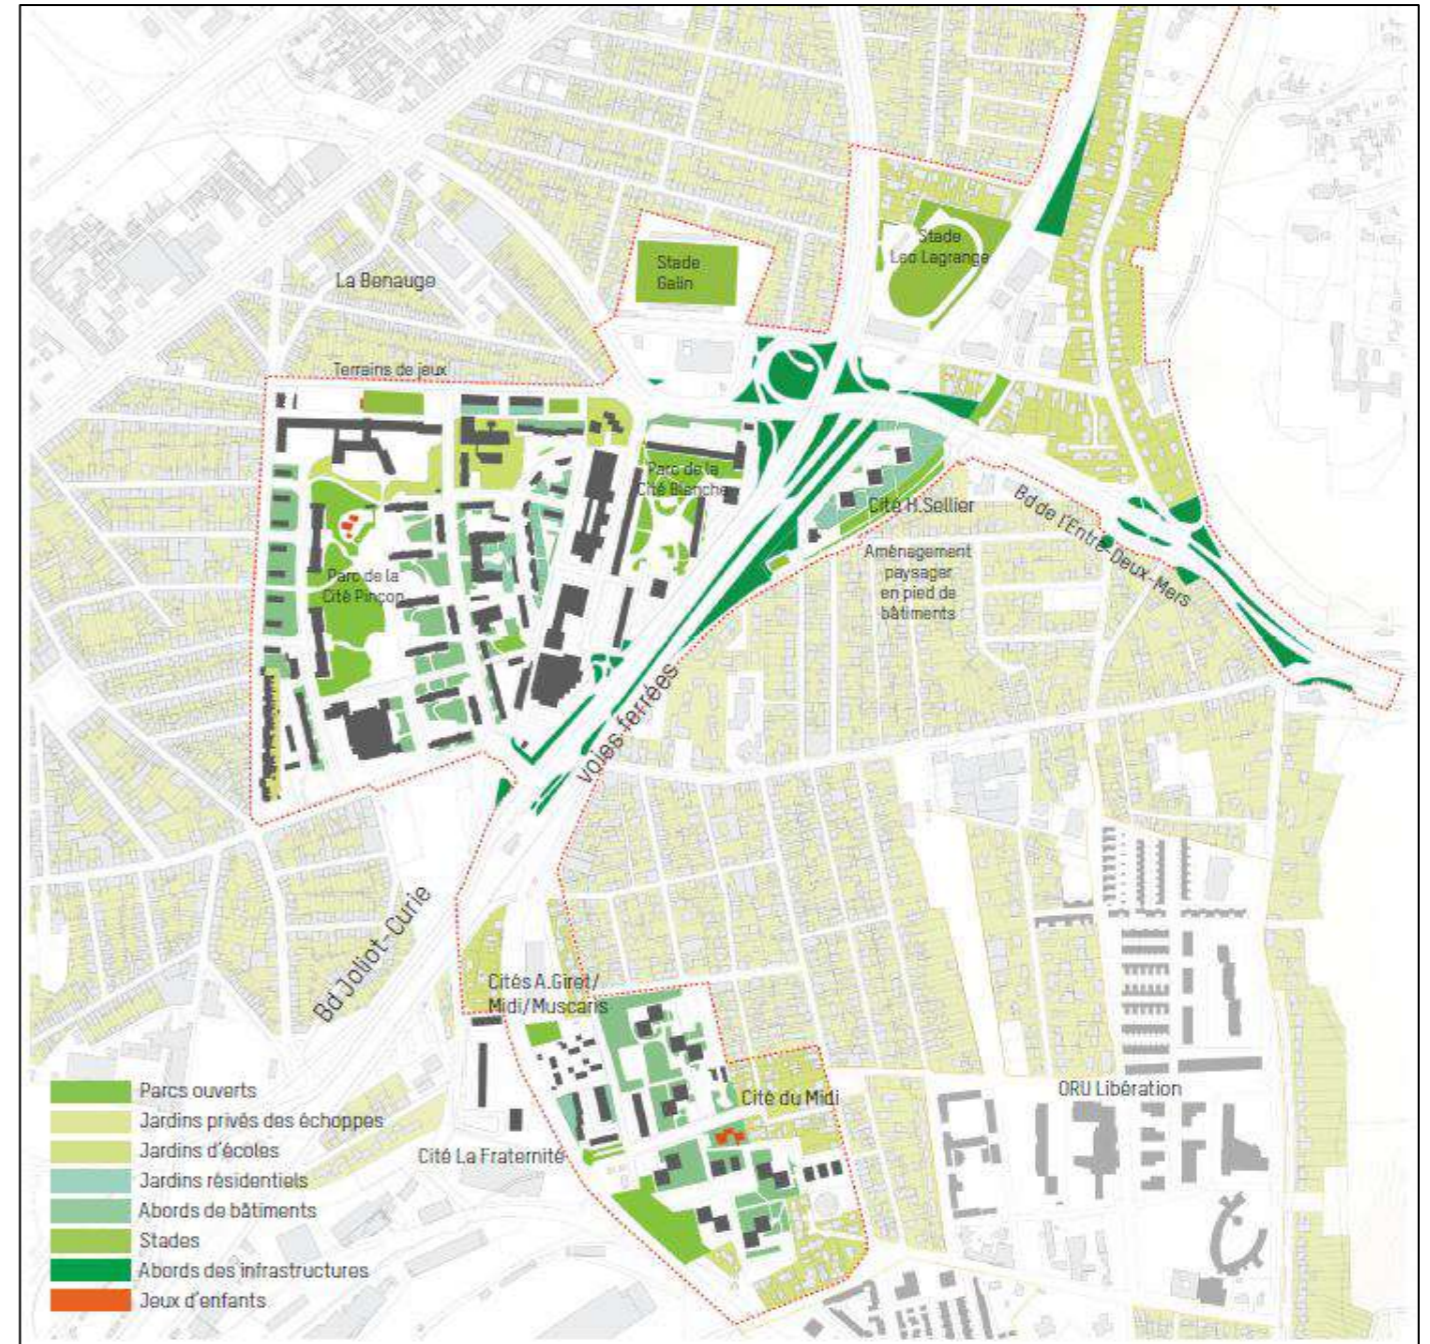 Stade
Leo Lagrange
Stade
Galin
La Benauge
Terrains de jeux
Parc de la
Cité Blanche
Cité H.Sellier
Bd de l'Entre-Deux-Mers
Aménagement
paysager
en pied de
bâtiments
Parc de la
Cité Pinçon
voies ferrées
Bd Joliot-Curie
Cités A.Giret/
Midi/Muscaris
Cité du Midi
ORU Libération
Cité La Fraternité
Parcs ouverts
Jardins privés des échoppes
Jardins d'écoles
Jardins résidentiels
Abords de bâtiments
Stades
Abords des infrastructures
Jeux d'enfants